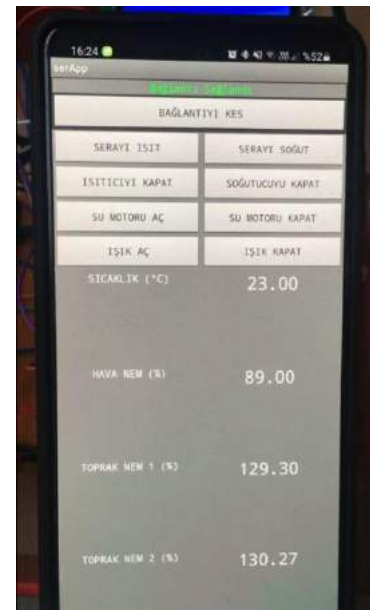 16:24 %52
serApp
Bağlantı Sağlandı
BAĞLANTIYI KES
SERAYI ISIT SERAYI SOĞUT
ISITICIYI KAPAT SOĞUTUCUYU KAPAT
SU MOTORU AÇ SU MOTORU KAPAT
IŞIK AÇ IŞIK KAPAT
SICAKLIK (°C) 23.00
HAVA NEM (%) 89.00
TOPRAK NEM 1 (%) 129.30
TOPRAK NEM 2 (%) 130.27